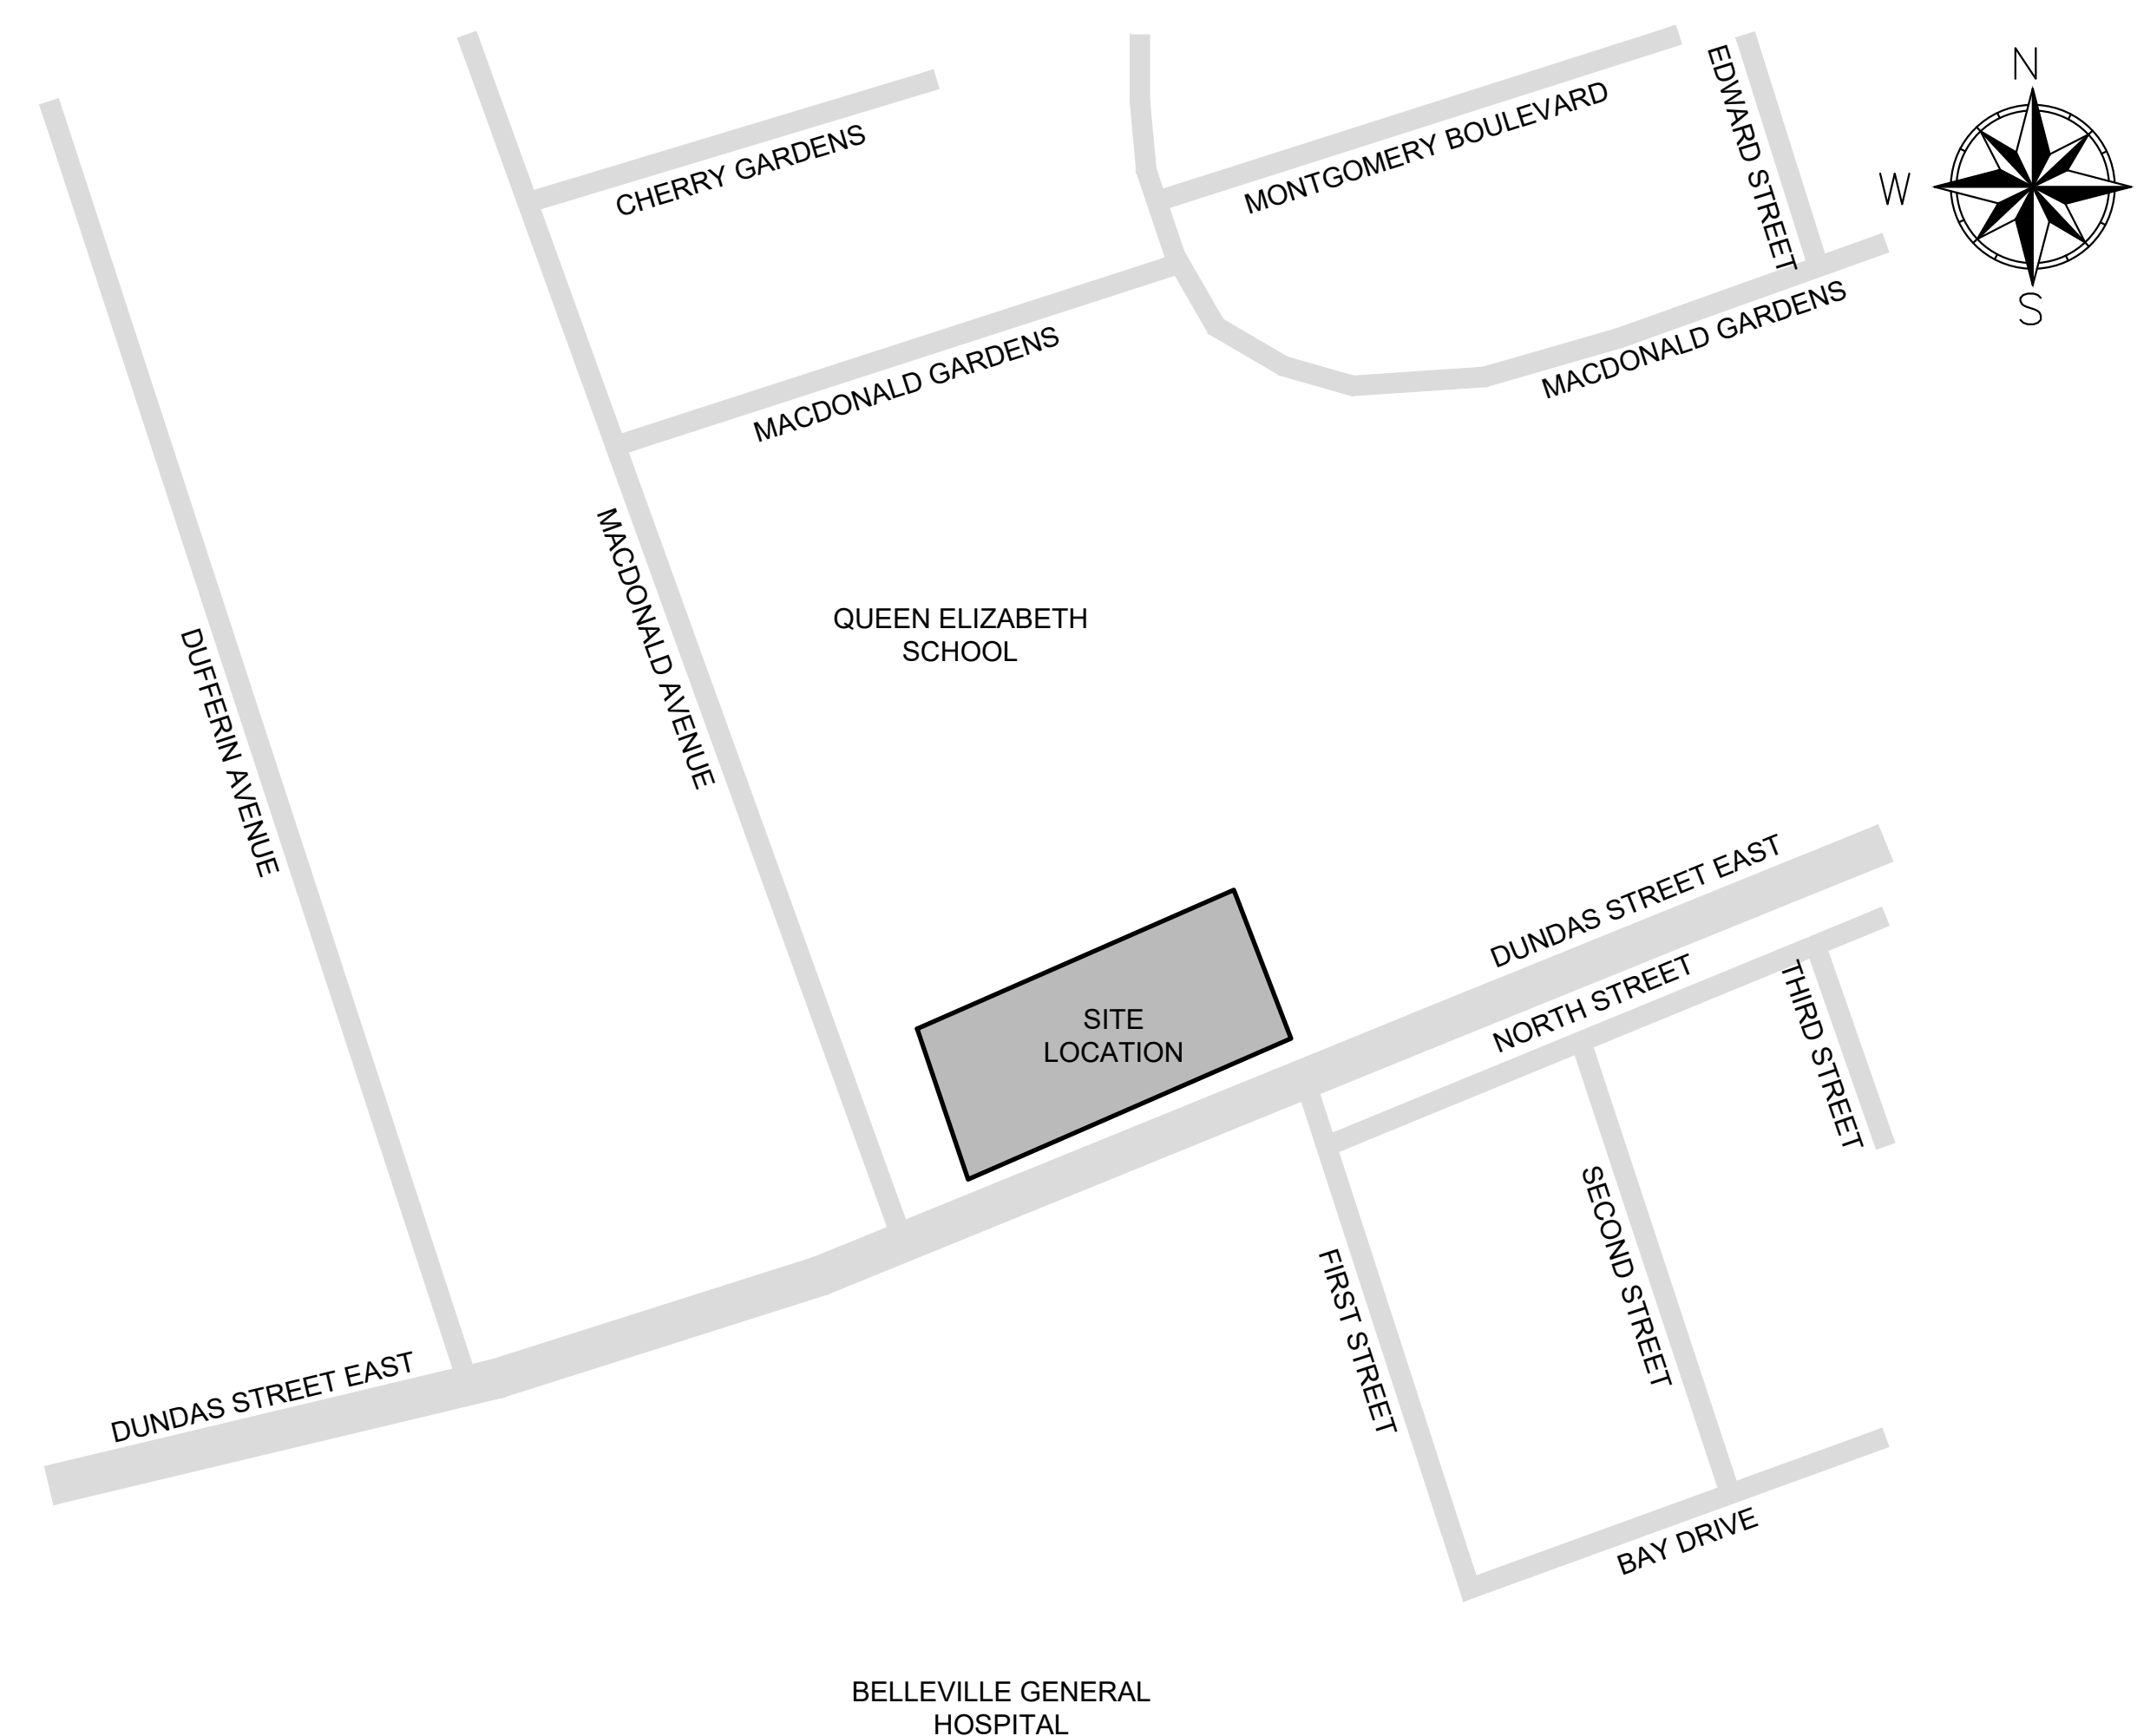 N
EDWARD STREET
MONTGOMERY BOULEVARD
CHERRY GARDENS
W
S
MACDONALD GARDENS
MACDONALD GARDENS
MACDONALD AVENUE
QUEEN ELIZABETH
SCHOOL
DUFFERIN AVENUE
DUNDAS STREET EAST
NORTH STREET
THIRD STREET
SITE
LOCATION
SECOND STREET
FIRST STREET
DUNDAS STREET EAST
BAY DRIVE
BELLEVILLE GENERAL
HOSPITAL